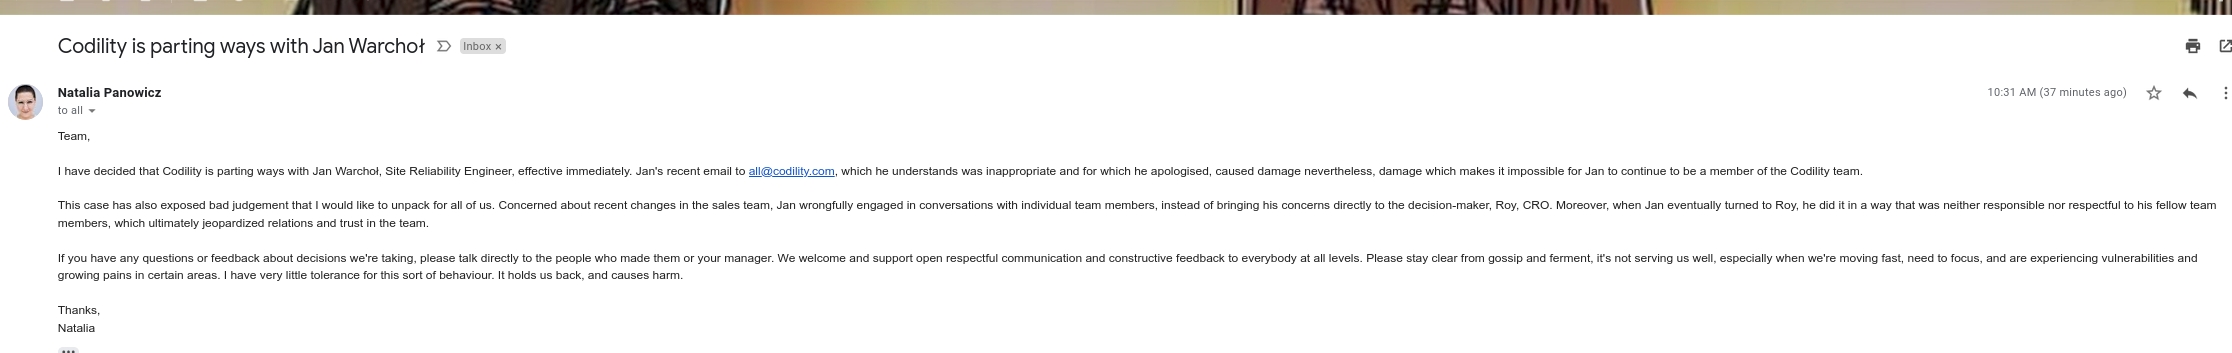 Codility is parting ways with Jan Warchoł
Inbox ×
Natalia Panowicz
10:31 AM (37 minutes ago)
to all
Team,
I have decided that Codility is parting ways with Jan Warchoł, Site Reliability Engineer, effective immediately. Jan's recent email to all@codility.com, which he understands was inappropriate and for which he apologised, caused damage nevertheless, damage which makes it impossible for Jan to continue to be a member of the Codility team.
This case has also exposed bad judgement that I would like to unpack for all of us. Concerned about recent changes in the sales team, Jan wrongfully engaged in conversations with individual team members, instead of bringing his concerns directly to the decision-maker, Roy, CRO. Moreover, when Jan eventually turned to Roy, he did it in a way that was neither responsible nor respectful to his fellow team
members, which ultimately jeopardized relations and trust in the team.
If you have any questions or feedback about decisions we're taking, please talk directly to the people who made them or your manager. We welcome and support open respectful communication and constructive feedback to everybody at all levels. Please stay clear from gossip and ferment, it's not serving us well, especially when we're moving fast, need to focus, and are experiencing vulnerabilities and
growing pains in certain areas. I have very little tolerance for this sort of behaviour. It holds us back, and causes harm.
Thanks,
Natalia